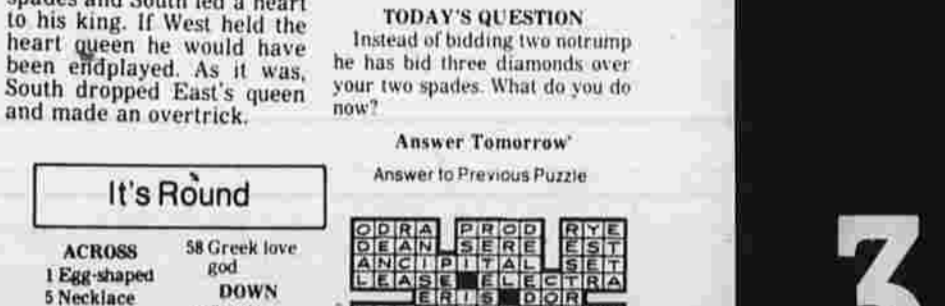 spades and South led a heart
to his king. If West held the
heart queen he would have
been endplayed. As it was,
South dropped East's queen
and made an overtrick.
TODAY'S QUESTION
Instead of bidding two notrump
he has bid three diamonds over
your two spades. What do you do
now?
Answer Tomorrow
It's Round
ACROSS
1 Egg-shaped
5 Necklace
58 Greek love
god
DOWN
Answer to Previous Puzzle
ODRA PROD RYE
DEAN SERE EST
ANCIPITAL SET
LEASE ELECTRA
ERIS DOR
3